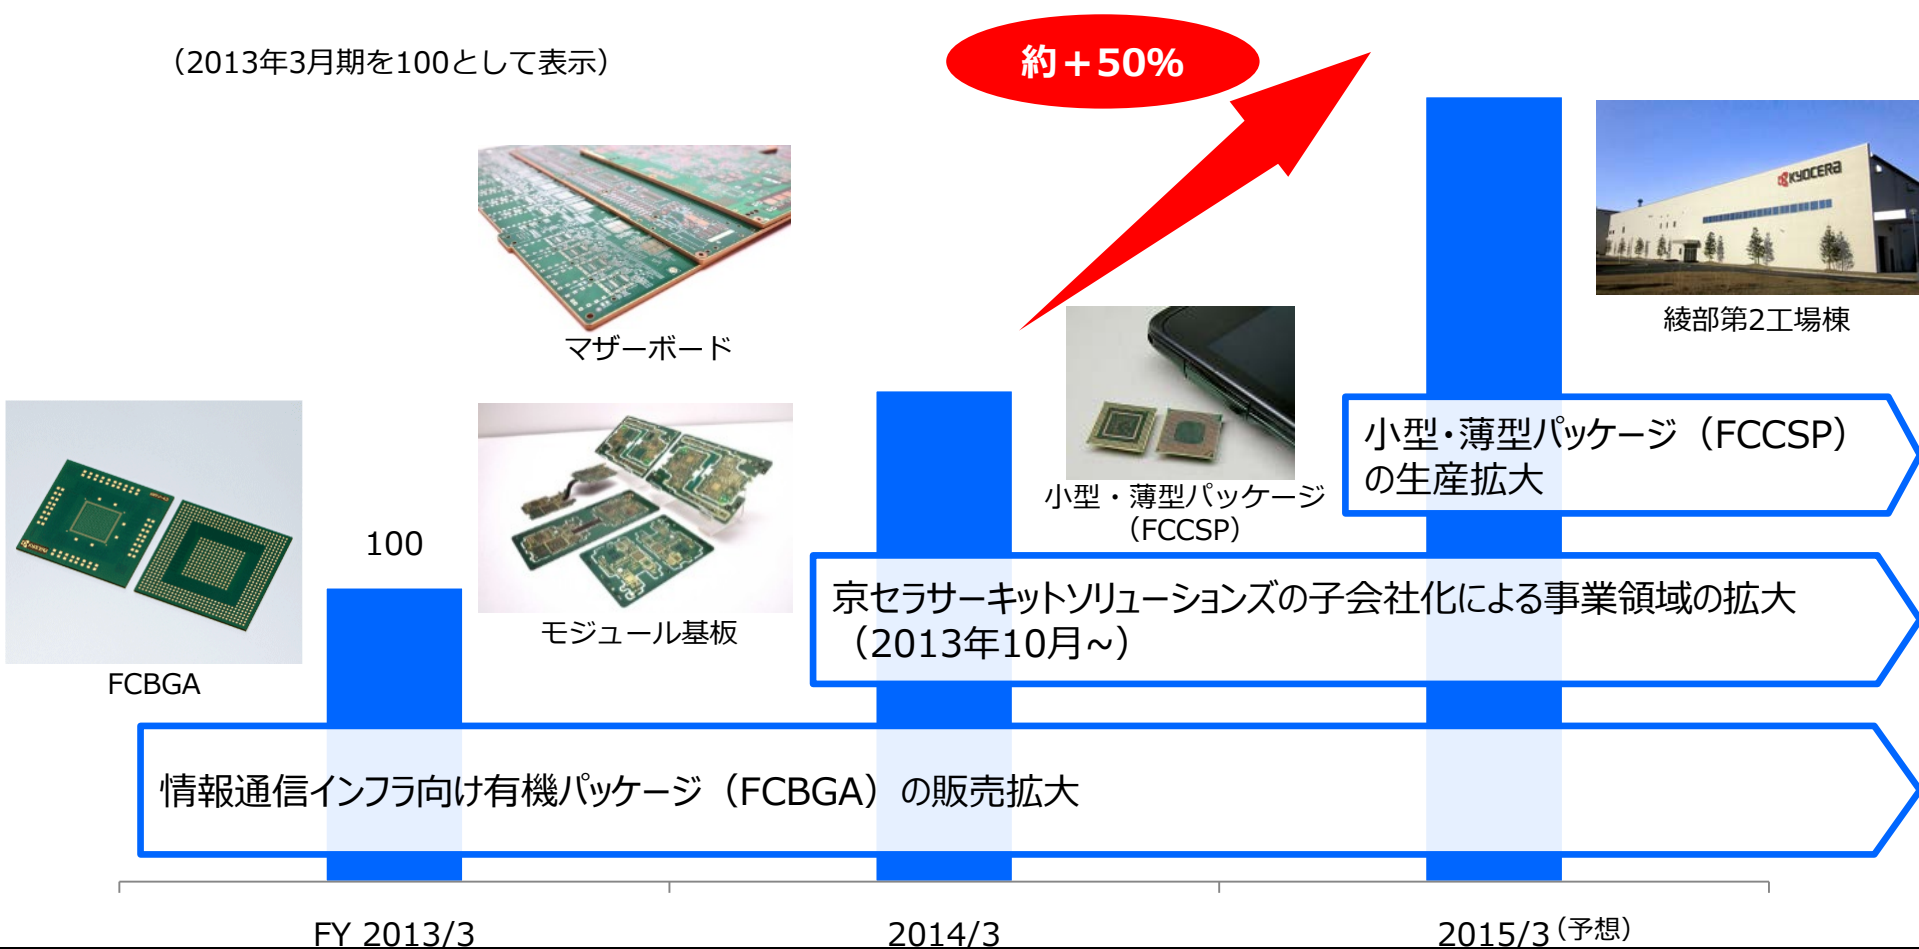 （2013年3月期を100として表示）
約＋50%
KYOCERA
綾部第2工場棟
マザーボード
小型・薄型パッケージ
（FCCSP）
小型・薄型パッケージ（FCCSP）
の生産拡大
FCBGA
100
モジュール基板
京セラサーキットソリューションズの子会社化による事業領域の拡大
（2013年10月~）
情報通信インフラ向け有機パッケージ（FCBGA）の販売拡大
FY 2013/3
2014/3
2015/3（予想）